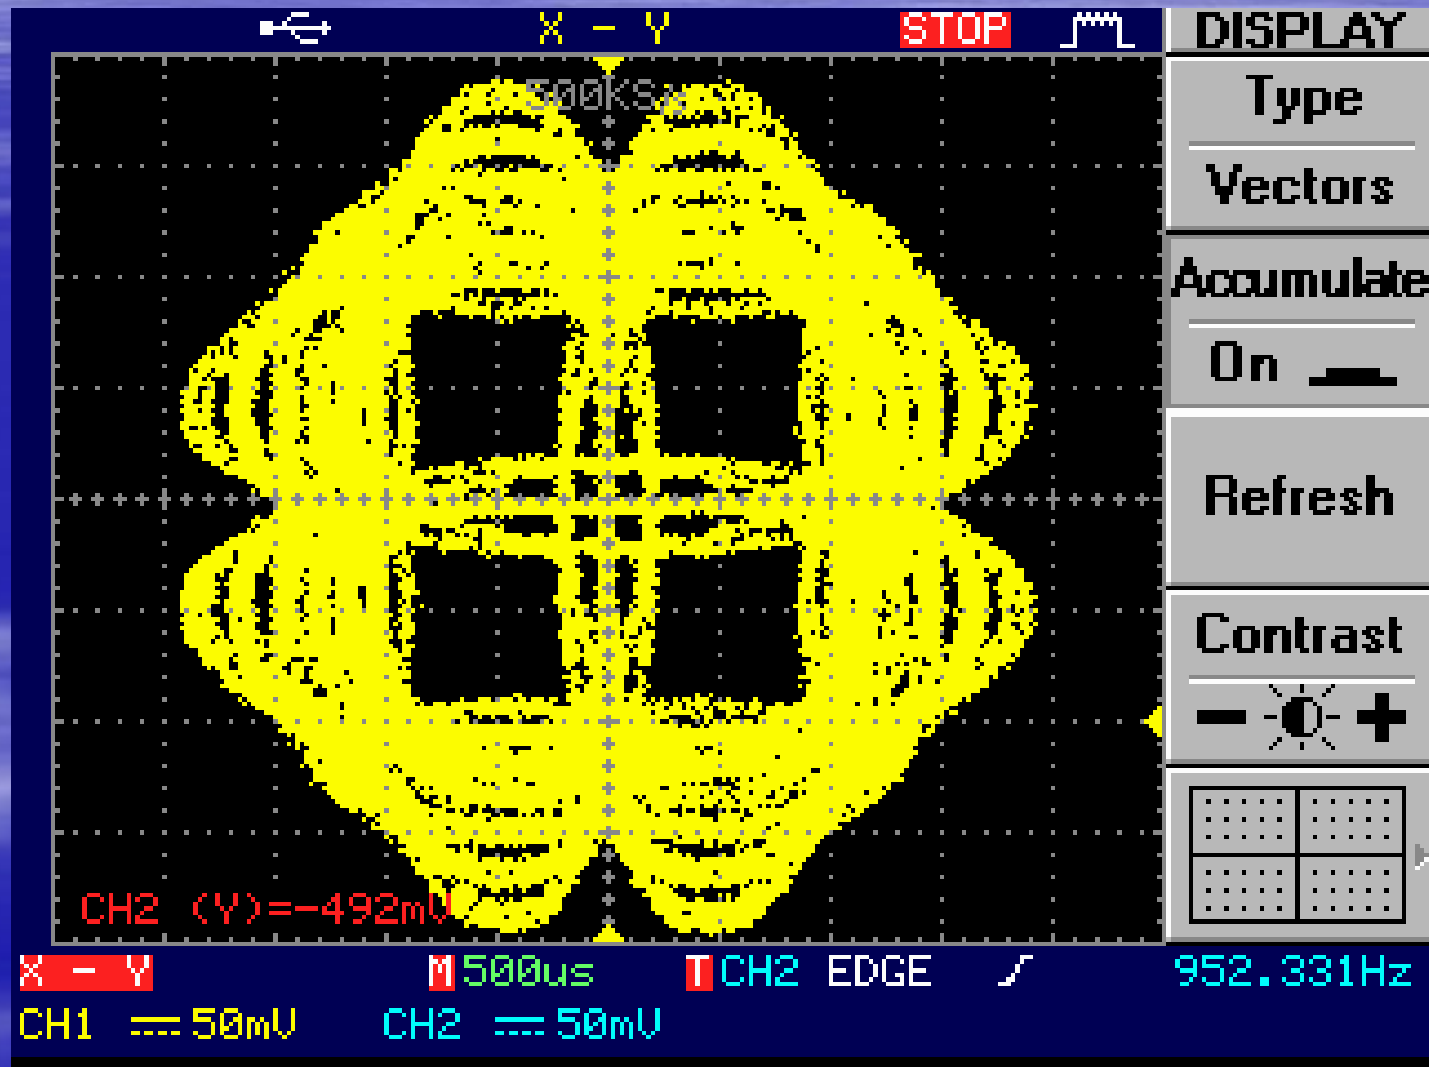 X - Y STOP DISPLAY
500KSa
Type
Vectors
Accumulate
On
Refresh
Contrast
CH2 (Y)=-492mV
X - Y M 500us T CH2 EDGE 952.331Hz
CH1 50mV CH2 50mV